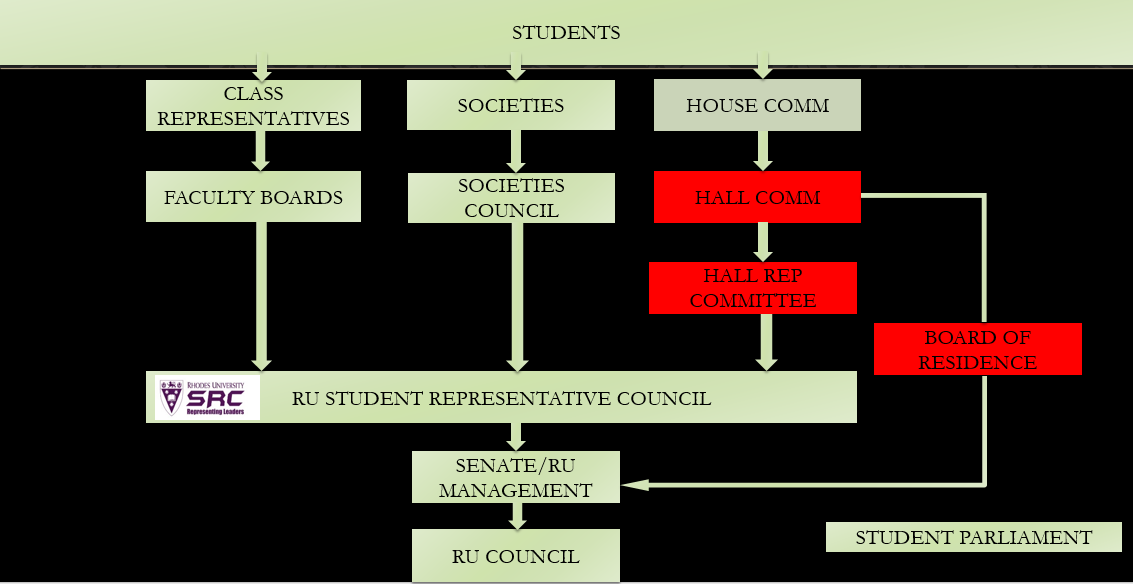 STUDENTS
CLASS
REPRESENTATIVES
SOCIETIES
HOUSE COMM
FACULTY BOARDS
SOCIETIES
COUNCIL
HALL COMM
HALL REP
COMMITTEE
BOARD OF
RESIDENCE
RHODES UNIVERSITY
SRC
Representing Leaders
RU STUDENT REPRESENTATIVE COUNCIL
SENATE/RU
MANAGEMENT
STUDENT PARLIAMENT
RU COUNCIL